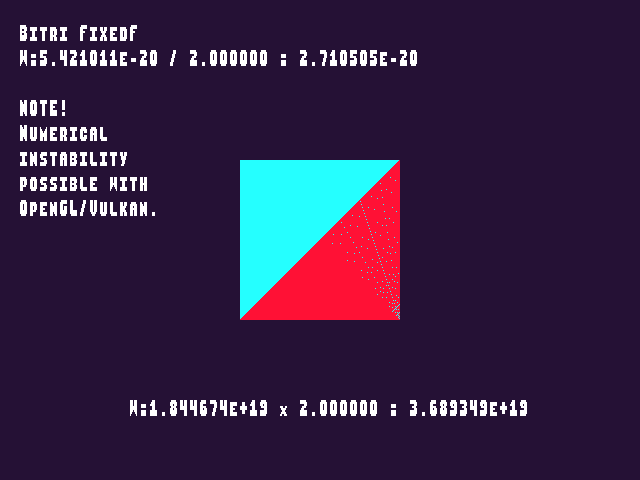 Bitri fixedf
W:5.421011e-20 / 2.000000 : 2.710505e-20
NOTE!
Numerical
instability
possible with
OpenGL/Vulkan.
W:1.844674e+19 x 2.000000 : 3.689349e+19